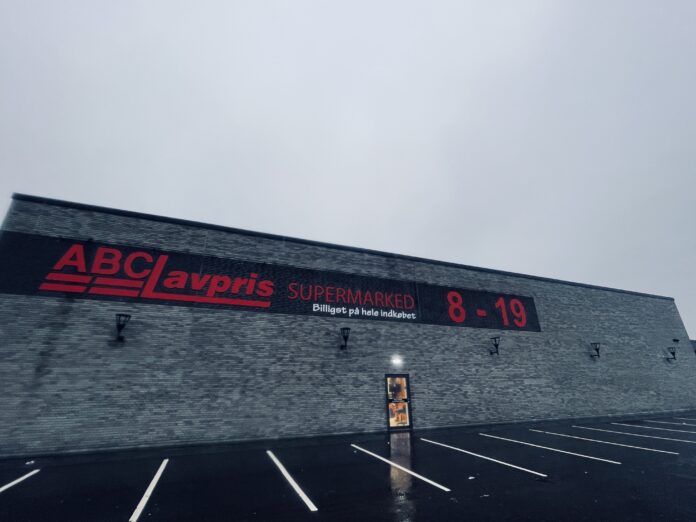 ABC Lavpris SUPERMARKED 8 - 19
Billigst på hele indkøbet